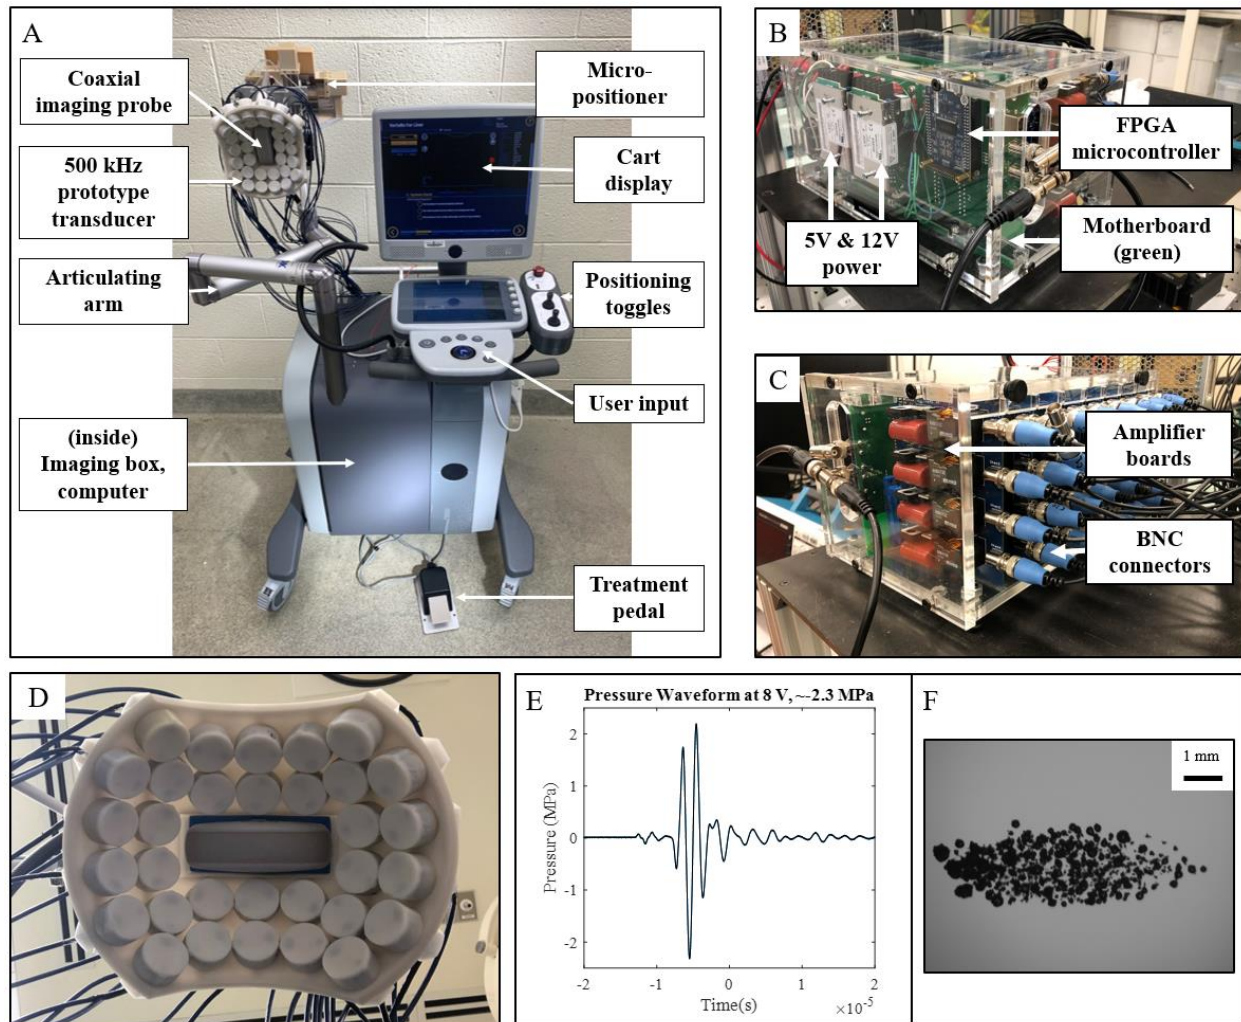 A
Coaxial
imaging probe
500 kHz
prototype
transducer
Articulating
arm
(inside)
Imaging box,
computer
Micro-
positioner
Cart
display
Positioning
toggles
User input
Treatment
pedal
B
FPGA
microcontroller
5V & 12V
power
Motherboard
(green)
C
Amplifier
boards
BNC
connectors
D
E
Pressure Waveform at 8 V, ~-2.3 MPa
Pressure (MPa)
2
1
0
-1
-2
-2
-1
0
1
2
Time(s)
×10⁻⁵
F
1 mm